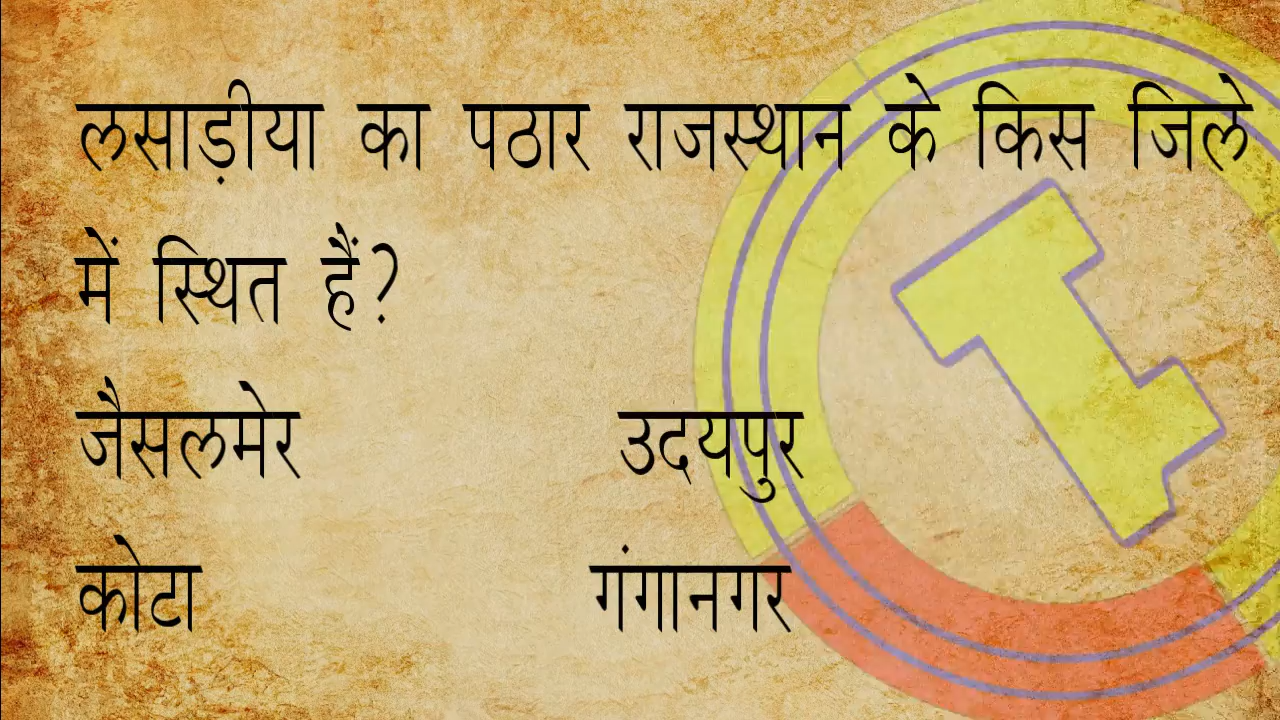 लसाड़ीया का पठार राजस्थान के किस जिले
में स्थित हैं?
जैसलमेर उदयपुर
कोटा गंगानगर